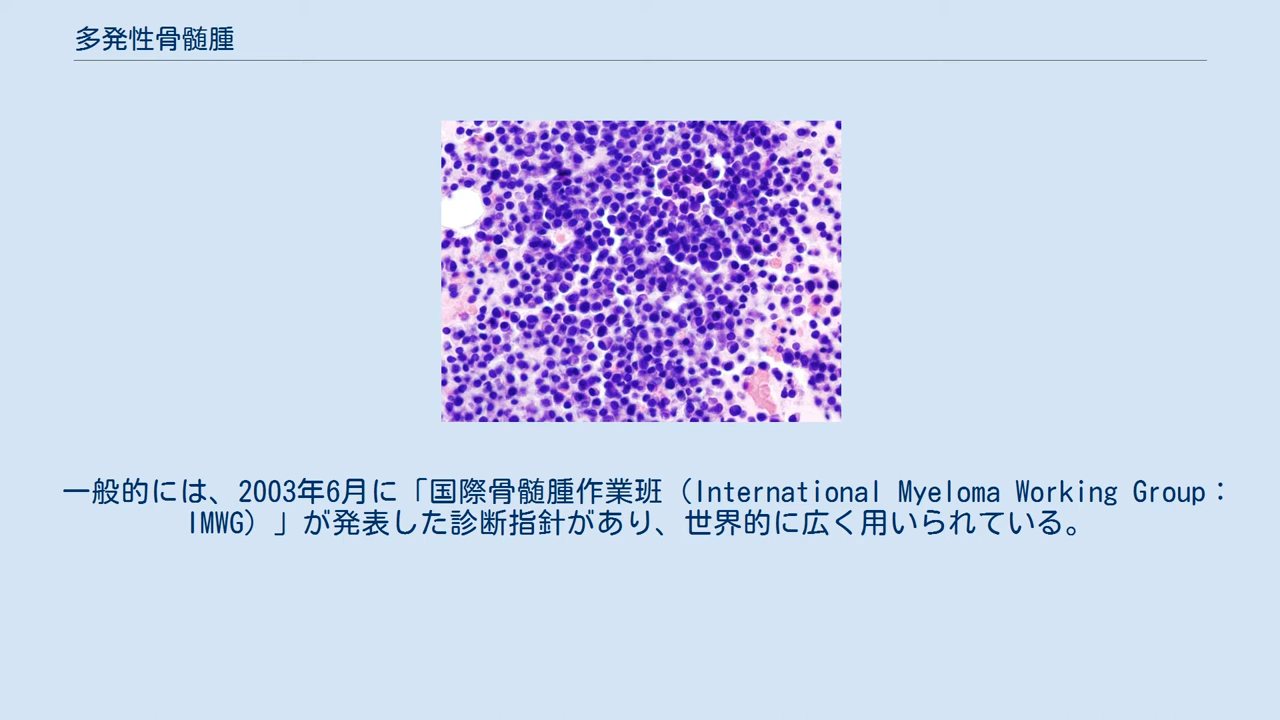 多発性骨髄腫
一般的には、2003年6月に「国際骨髄腫作業班（International Myeloma Working Group：
IMWG）」が発表した診断指針があり、世界的に広く用いられている。